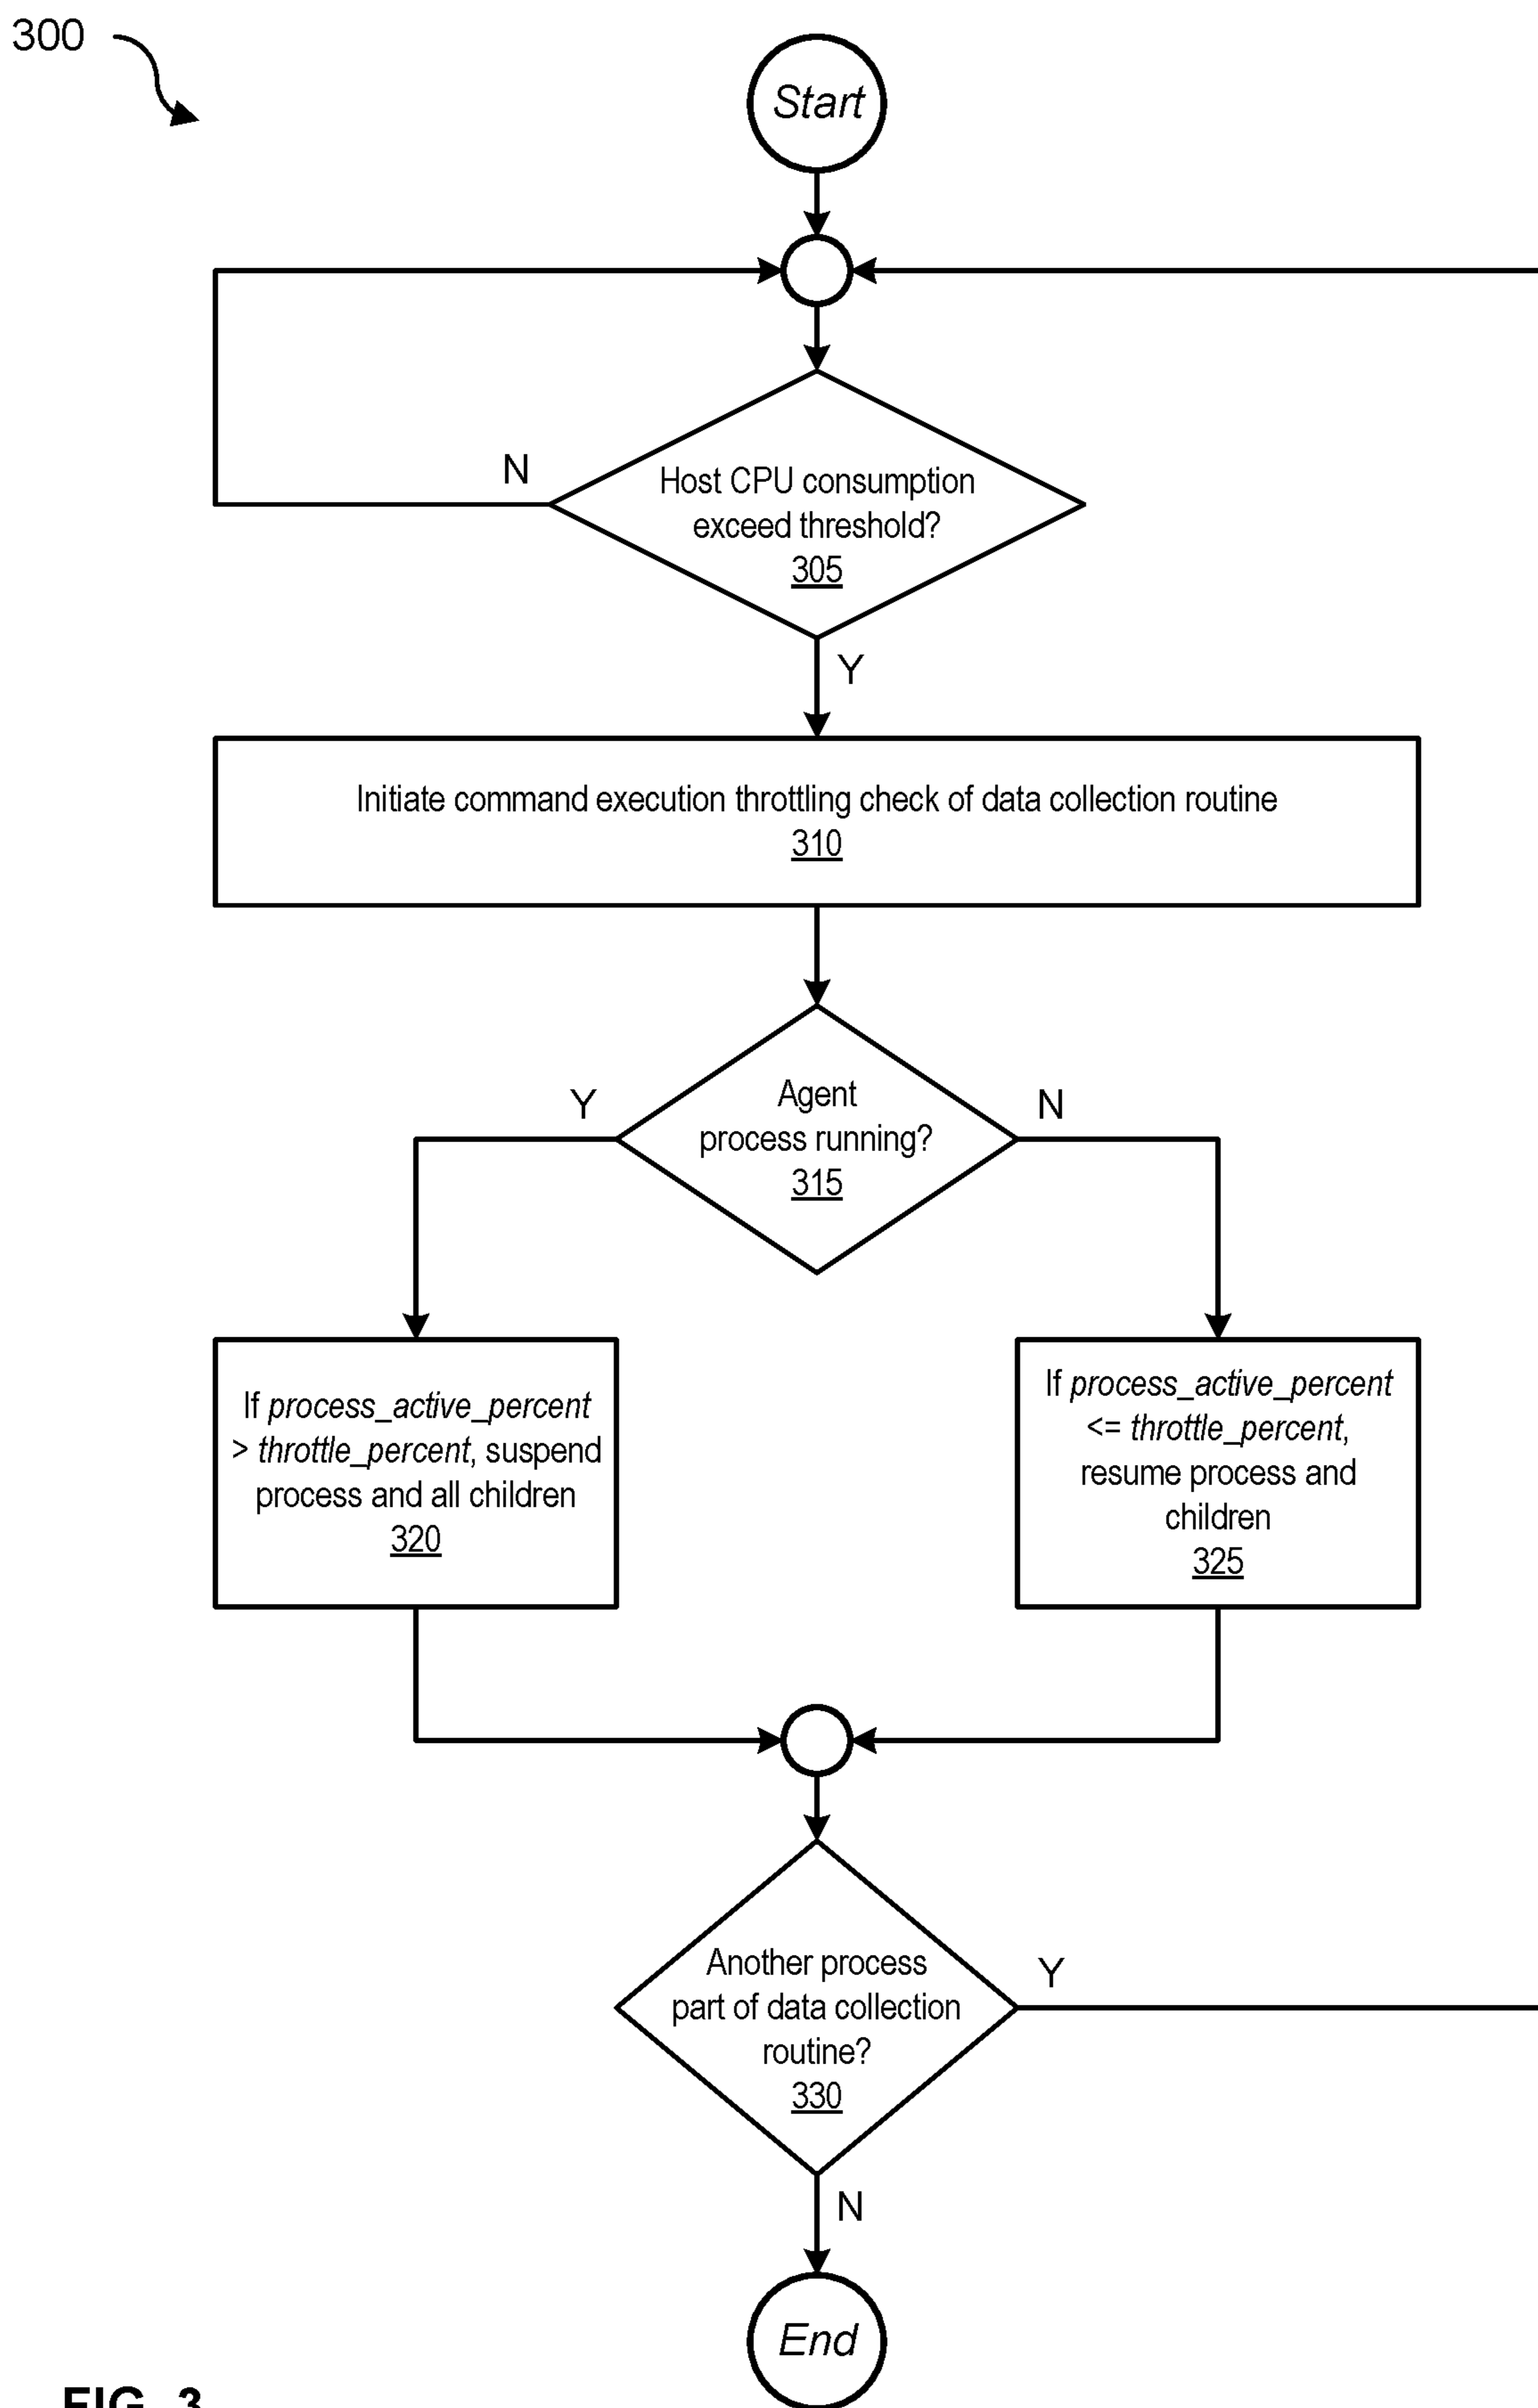 300
Start
Host CPU consumption
exceed threshold?
305
N
Y
Initiate command execution throttling check of data collection routine
310
Agent
process running?
315
Y
N
If process_active_percent
> throttle_percent, suspend
process and all children
320
If process_active_percent
<= throttle_percent,
resume process and
children
325
Another process
part of data collection
routine?
330
Y
N
End
FIG. 3